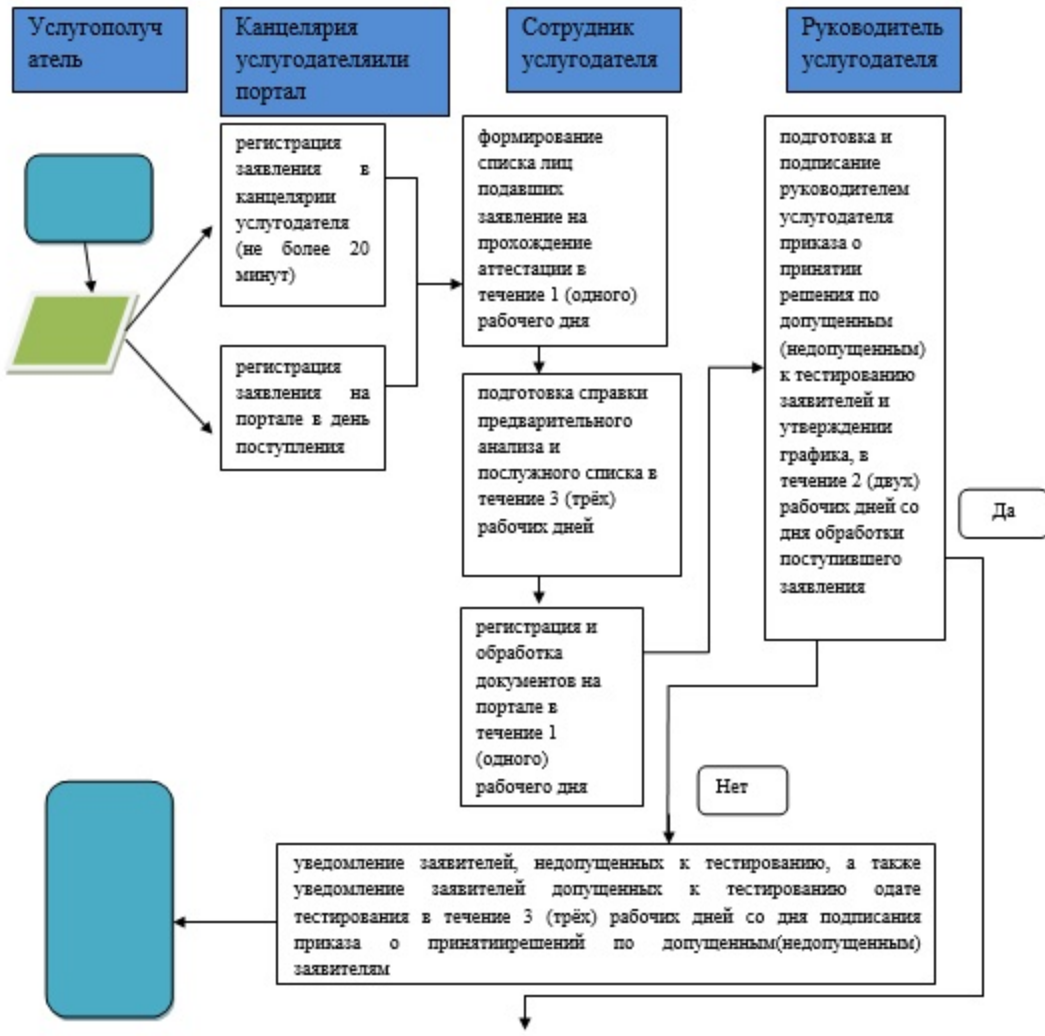 Услугополуч
атель
Канцелярия
услугодателяили
портал
Сотрудник
услугодателя
Руководитель
услугодателя
регистрация
заявления в
канцелярии
услугодателя
(не более 20
минут)
регистрация
заявления на
портале в день
поступления
формирование
списка лиц
подавших
заявление на
прохождение
аттестации в
течение 1 (одного)
рабочего дня
подготовка справки
предварительного
анализа и
послужного списка в
течение 3 (трёх)
рабочих дней
регистрация и
обработка
документов на
портале в
течение 1
(одного)
рабочего дня
подготовка и
подписание
руководителем
услугодателя
приказа о
принятии
решения по
допущенным
(недопущенным)
к тестированию
заявителей и
утверждении
графика, в
течение 2 (двух)
рабочих дней со
дня обработки
поступившего
заявления
Да
Нет
уведомление заявителей, недопущенных к тестированию, а также
уведомление заявителей допущенных к тестированию одате
тестирования в течение 3 (трёх) рабочих дней со дня подписания
приказа о принятиирешений по допущенным(недопущенным)
заявителям